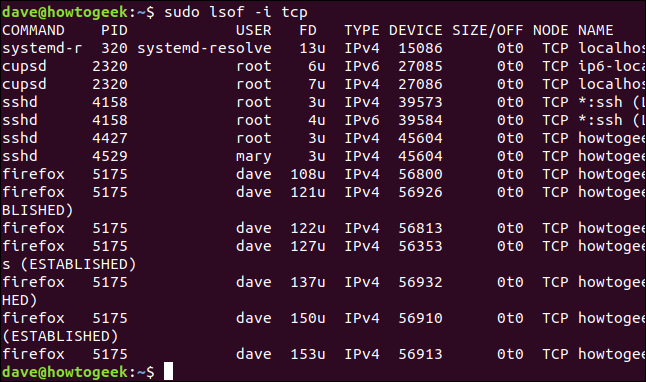 dave@howtogeek:~$ sudo lsof -i tcp
COMMAND    PID            USER   FD   TYPE DEVICE SIZE/OFF NODE NAME
systemd-r  320 systemd-resolve   13u  IPv4  15086      0t0  TCP localhos
cupsd     2320            root    6u  IPv6  27085      0t0  TCP ip6-loca
cupsd     2320            root    7u  IPv4  27086      0t0  TCP localhos
sshd      4158            root    3u  IPv4  39573      0t0  TCP *:ssh (L
sshd      4158            root    4u  IPv6  39584      0t0  TCP *:ssh (L
sshd      4427            root    3u  IPv4  45604      0t0  TCP howtogee
sshd      4529            mary    3u  IPv4  45604      0t0  TCP howtogee
firefox   5175            dave  108u  IPv4  56800      0t0  TCP howtogee
firefox   5175            dave  121u  IPv4  56926      0t0  TCP howtogee
BLISHED)
firefox   5175            dave  122u  IPv4  56813      0t0  TCP howtogee
firefox   5175            dave  127u  IPv4  56353      0t0  TCP howtogee
s (ESTABLISHED)
firefox   5175            dave  137u  IPv4  56932      0t0  TCP howtogee
HED)
firefox   5175            dave  150u  IPv4  56910      0t0  TCP howtogee
(ESTABLISHED)
firefox   5175            dave  153u  IPv4  56913      0t0  TCP howtogee
dave@howtogeek:~$